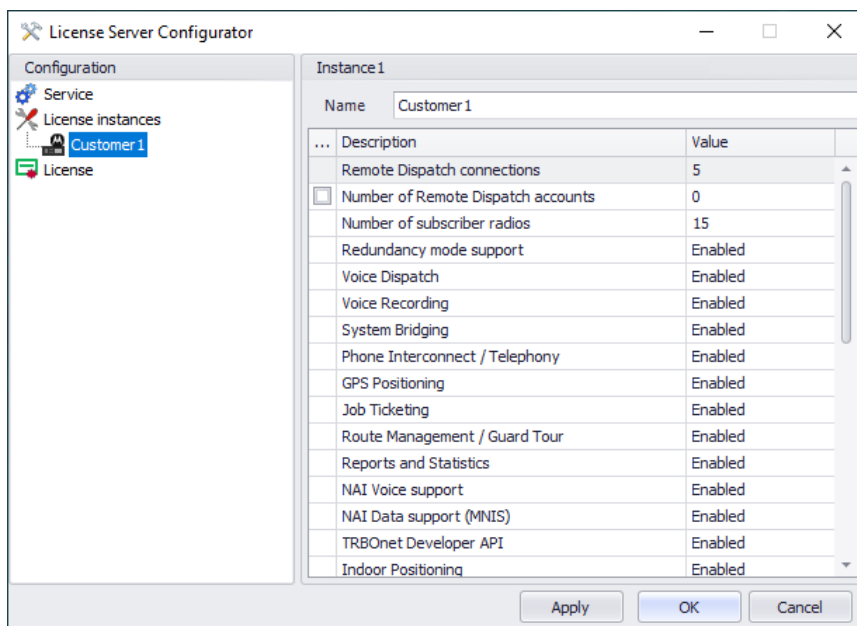 License Server Configurator
Configuration
Service
License instances
Customer1
License
Instance1
Name Customer1
... Description Value
Remote Dispatch connections 5
Number of Remote Dispatch accounts 0
Number of subscriber radios 15
Redundancy mode support Enabled
Voice Dispatch Enabled
Voice Recording Enabled
System Bridging Enabled
Phone Interconnect / Telephony Enabled
GPS Positioning Enabled
Job Ticketing Enabled
Route Management / Guard Tour Enabled
Reports and Statistics Enabled
NAI Voice support Enabled
NAI Data support (MNIS) Enabled
TRBOnet Developer API Enabled
Indoor Positioning Enabled
Apply OK Cancel